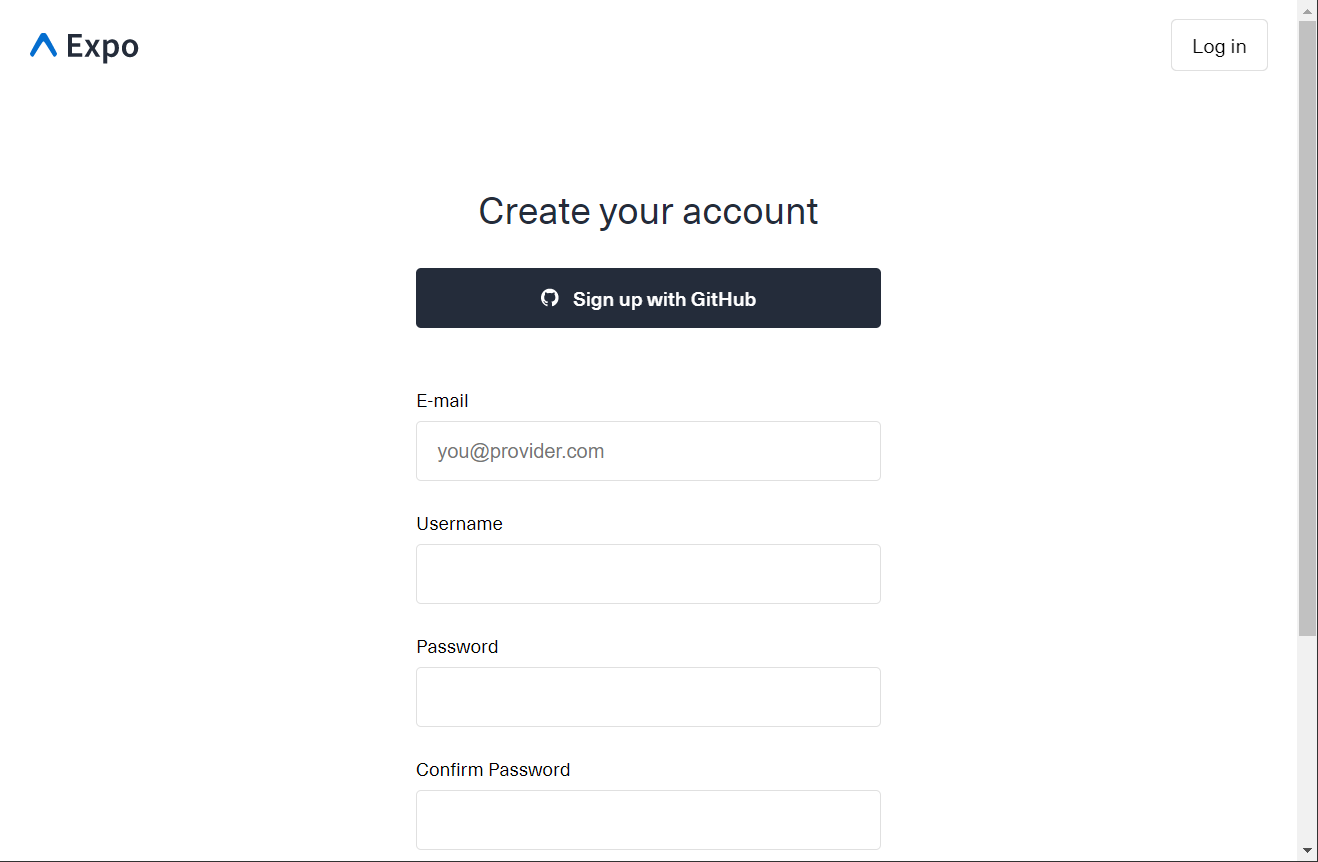 Expo
Log in
Create your account
Sign up with GitHub
E-mail
you@provider.com
Username
Password
Confirm Password